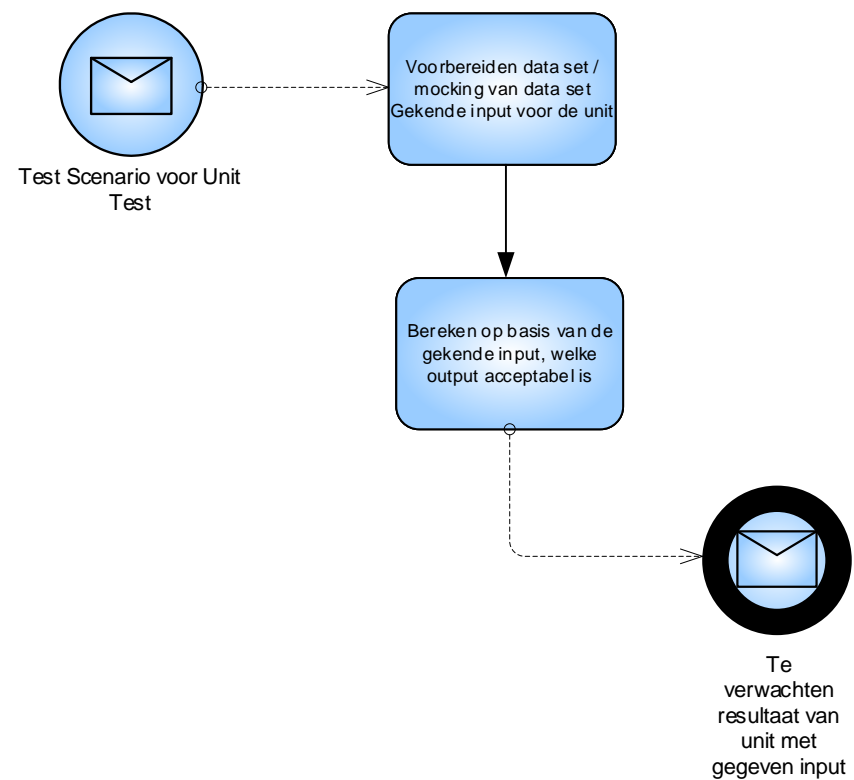 Voorbereiden data set /
mocking van data set
Gekende input voor de unit
Test Scenario voor Unit
Test
Bereken op basis van de
gekende input, welke
output acceptabel is
Te
verwachten
resultaat van
unit met
gegeven input